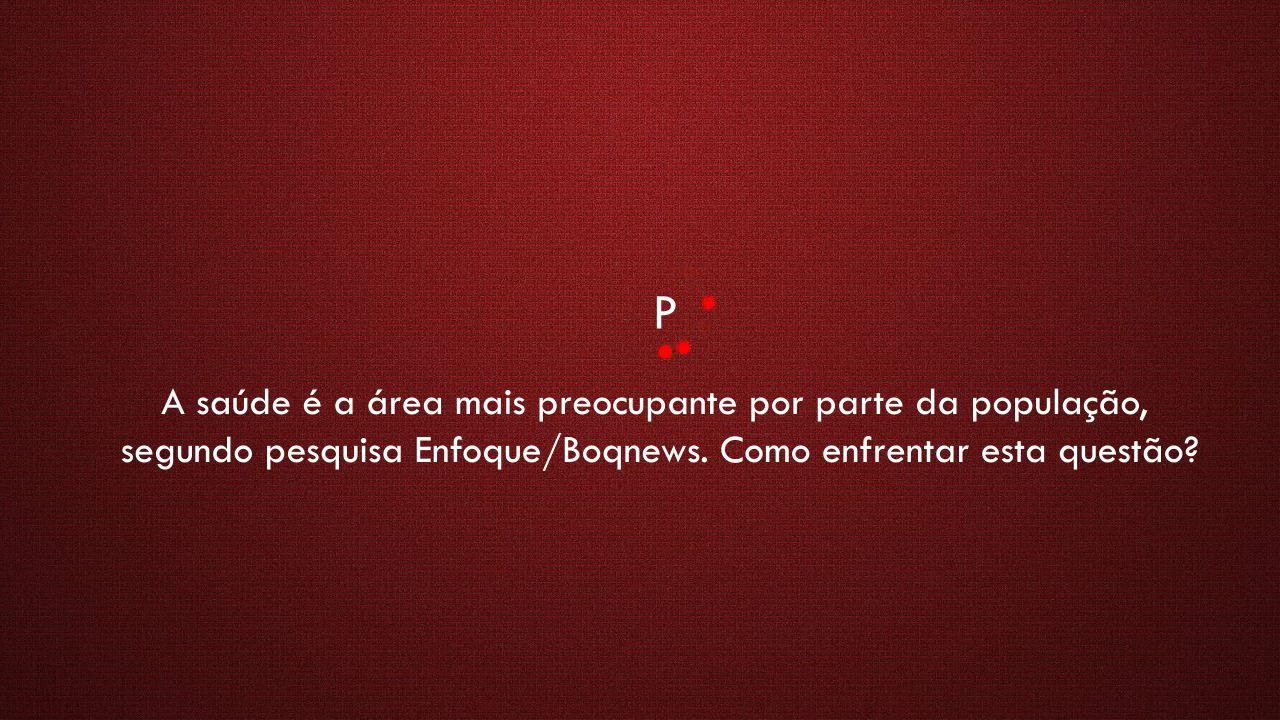 P
A saúde é a área mais preocupante por parte da população,
segundo pesquisa Enfoque/Boqnews. Como enfrentar esta questão?